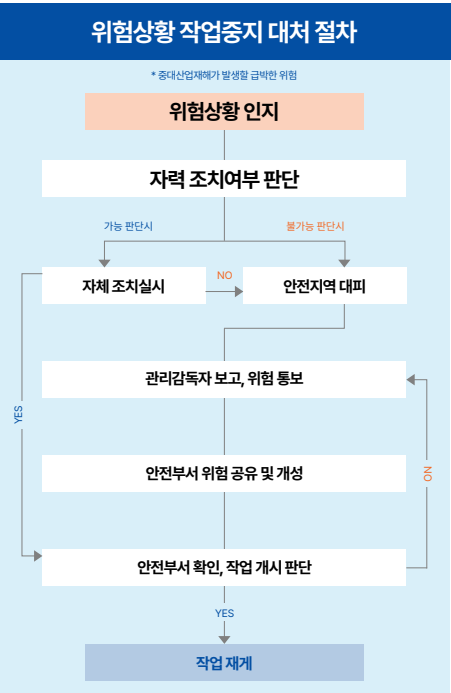 위험상황 작업중지 대처 절차
* 중대산업재해가 발생할 급박한 위험
위험상황 인지
자력 조치여부 판단
가능 판단시
불가능 판단시
자체 조치실시
NO
안전지역 대피
관리감독자 보고, 위험 통보
YES
안전부서 위험 공유 및 개성
NO
안전부서 확인, 작업 개시 판단
YES
작업 재게